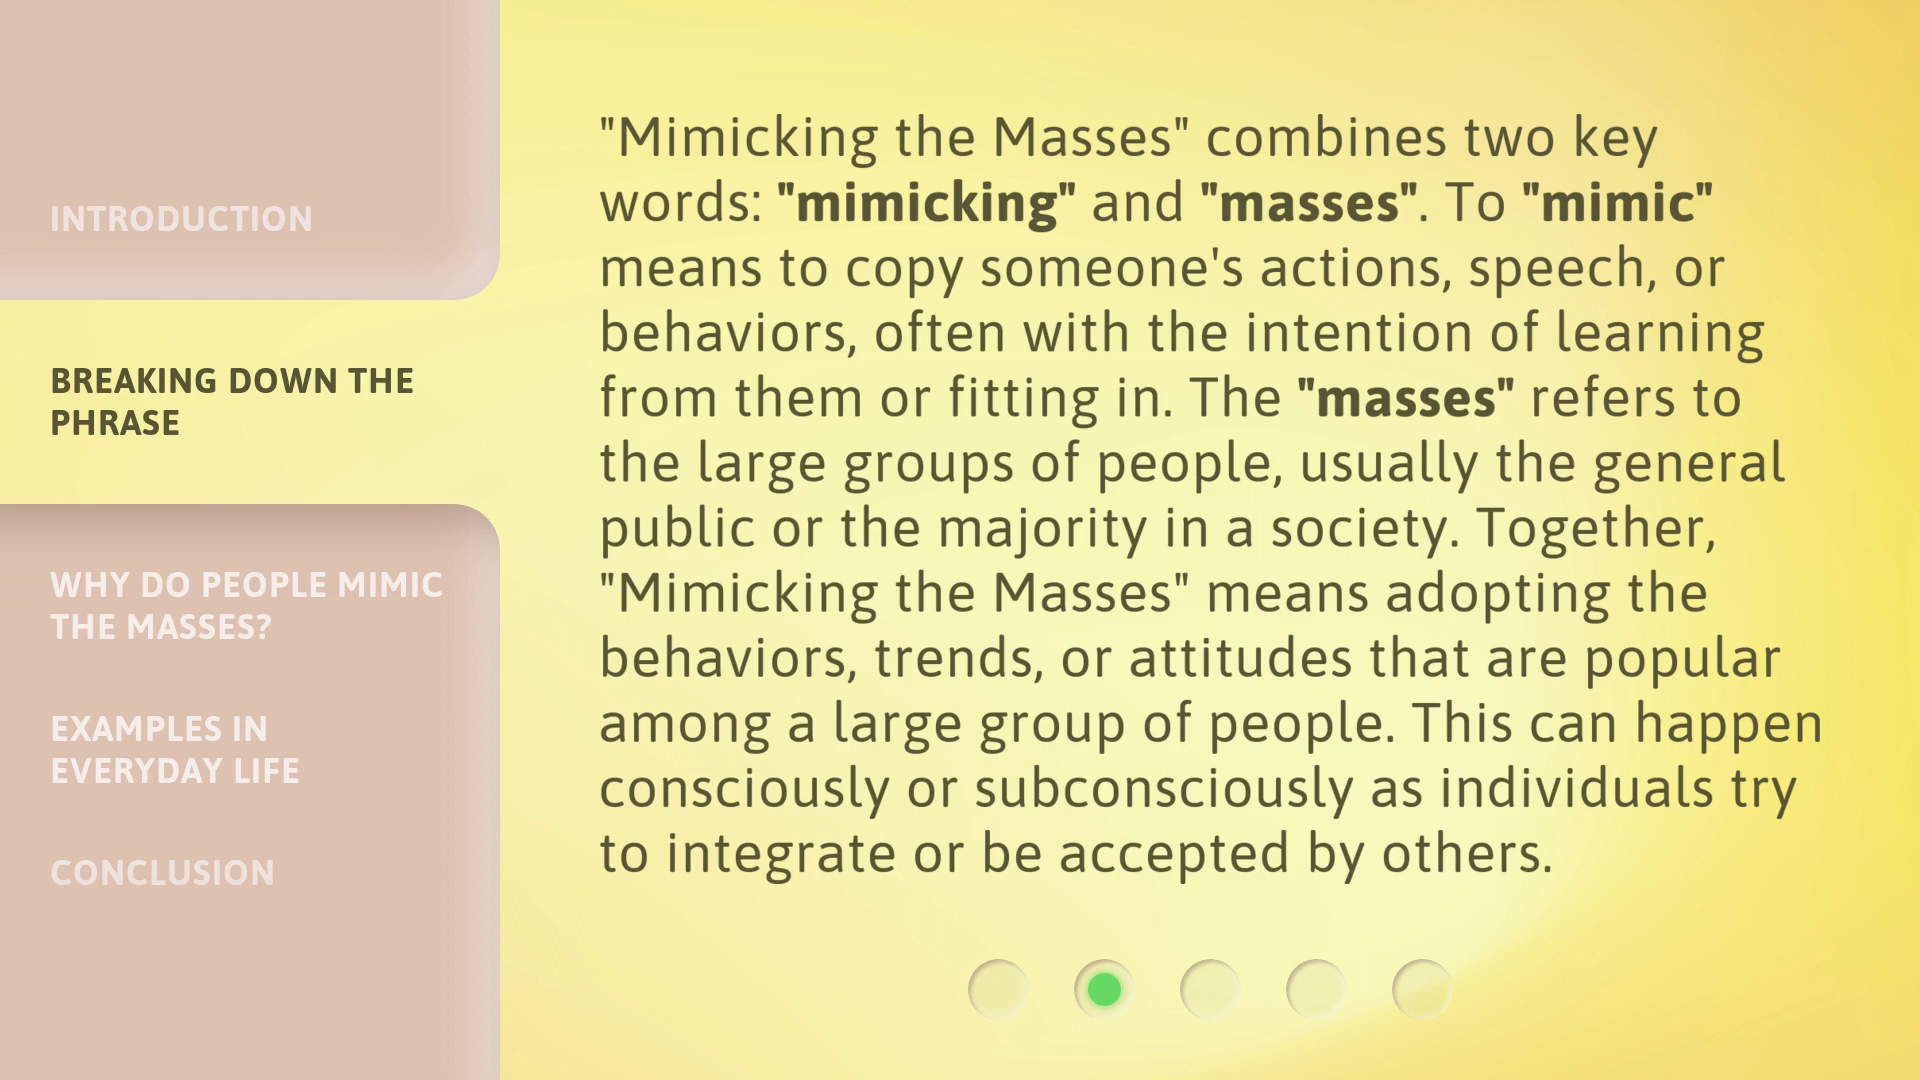 INTRODUCTION
BREAKING DOWN THE
PHRASE
WHY DO PEOPLE MIMIC
THE MASSES?
EXAMPLES IN
EVERYDAY LIFE
CONCLUSION
"Mimicking the Masses" combines two key
words: "mimicking" and "masses". To "mimic"
means to copy someone's actions, speech, or
behaviors, often with the intention of learning
from them or fitting in. The "masses" refers to
the large groups of people, usually the general
public or the majority in a society. Together,
"Mimicking the Masses" means adopting the
behaviors, trends, or attitudes that are popular
among a large group of people. This can happen
consciously or subconsciously as individuals try
to integrate or be accepted by others.